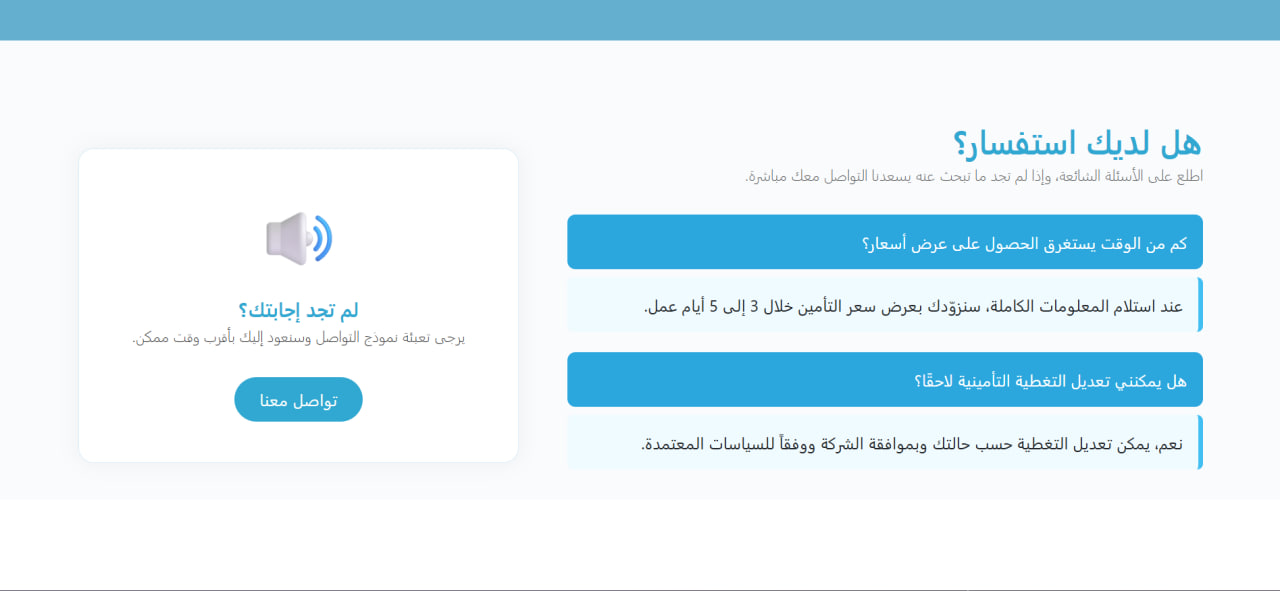 هل لديك استفسار؟
اطلع على الأسئلة الشائعة، وإذا لم تجد ما تبحث عنه يسعدنا التواصل معك مباشرة.
كم من الوقت يستغرق الحصول على عرض أسعار؟
عند استلام المعلومات الكاملة، سنزوّدك بعرض سعر التأمين خلال 3 إلى 5 أيام عمل.
هل يمكنني تعديل التغطية التأمينية لاحقًا؟
نعم، يمكن تعديل التغطية حسب حالتك وبموافقة الشركة ووفقاً للسياسات المعتمدة.
لم تجد إجابتك؟
يرجى تعبئة نموذج التواصل وسنعود إليك بأقرب وقت ممكن.
تواصل معنا